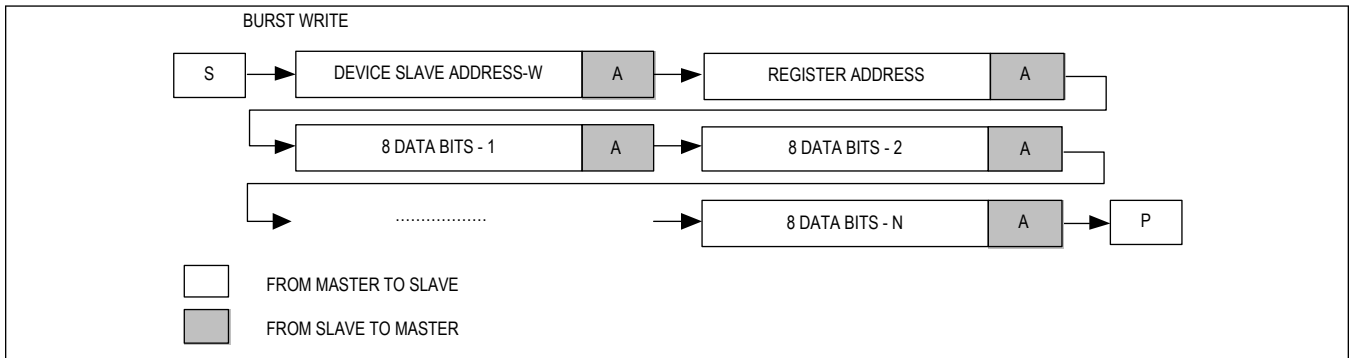 BURST WRITE
S DEVICE SLAVE ADDRESS-W A REGISTER ADDRESS A
8 DATA BITS - 1 A 8 DATA BITS - 2 A
.................. 8 DATA BITS - N A P
FROM MASTER TO SLAVE
FROM SLAVE TO MASTER